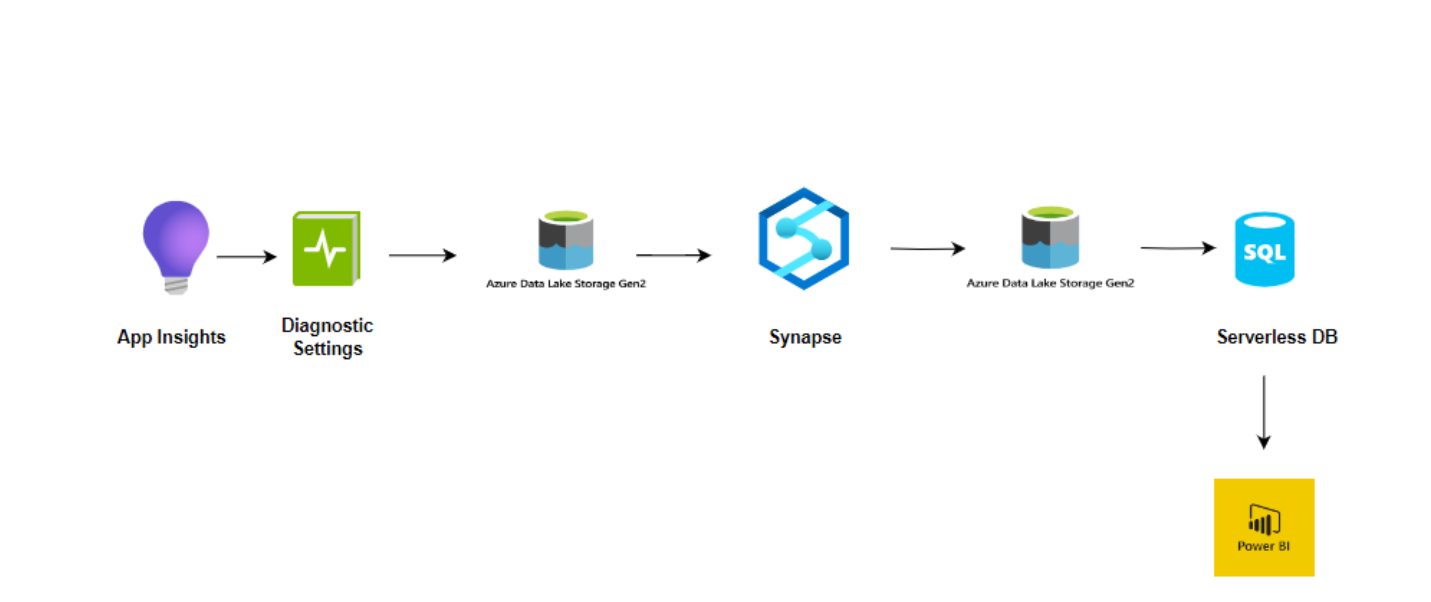 Azure Data Lake Storage Gen2
Azure Data Lake Storage Gen2
SQL
App Insights
Diagnostic
Settings
Synapse
Serverless DB
Power BI